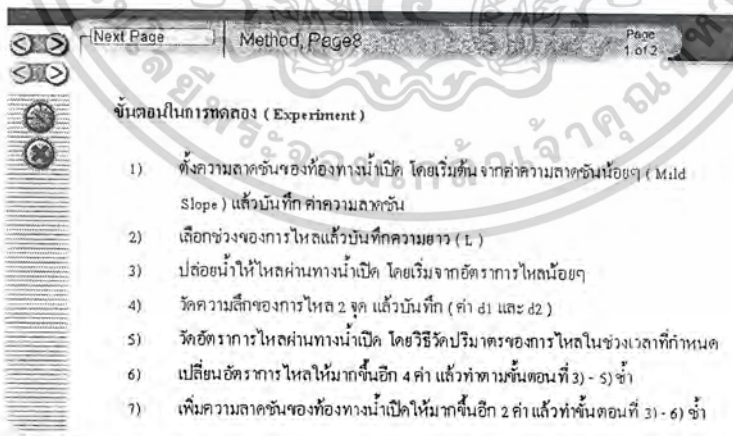 Next Page
Method, Page8
Page
1 of 2
ขั้นตอนในการทดลอง ( Experiment )
1) ตั้งความลาดชันของท้องทางน้ำเปิด โดยเริ่มต้น จากค่าความลาดชันน้อยๆ ( Mild
Slope ) แล้วบันทึก ค่าความลาดชัน
2) เลือกช่วงของการไหลแล้วบันทึกความยาว ( L )
3) ปล่อยน้ำให้ไหลผ่านทางน้ำเปิด โดยเริ่มจากอัตราการไหลน้อยๆ
4) วัดความลึกของการไหล 2 จุด แล้วบันทึก ( ค่า d1 และ d2 )
5) วัดอัตราการไหลผ่านทางน้ำเปิด โดยวิธีวัดปริมาตรของการไหลในช่วงเวลาที่กำหนด
6) เปลี่ยนอัตราการไหลให้มากขึ้นอีก 4 ค่า แล้วทำตามขั้นตอนที่ 3) - 5) ซ้ำ
7) เพิ่มความลาดชันของท้องทางน้ำเปิดให้มากขึ้นอีก 2 ค่า แล้วทำขั้นตอนที่ 3) - 6) ซ้ำ